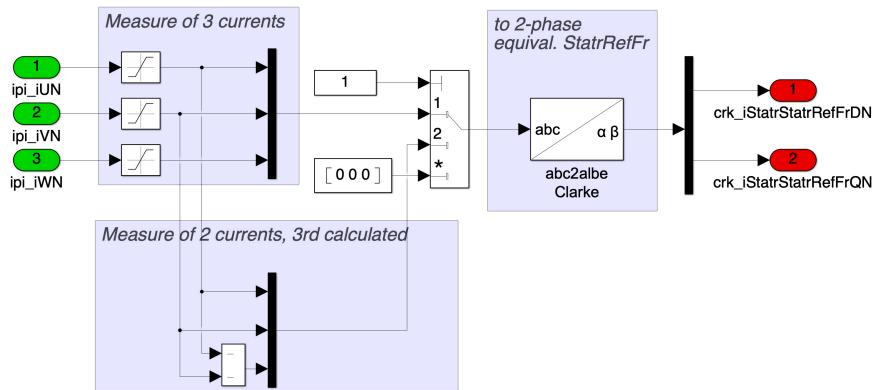 Measure of 3 currents
1
ipi_iUN
2
ipi_iVN
3
ipi_iWN
1
[ 0 0 0 ]
1
2
*
to 2-phase
equival. StatrRefFr
abc
α β
abc2albe
Clarke
1
crk_iStatrStatrRefFrDN
2
crk_iStatrStatrRefFrQN
Measure of 2 currents, 3rd calculated
−
−